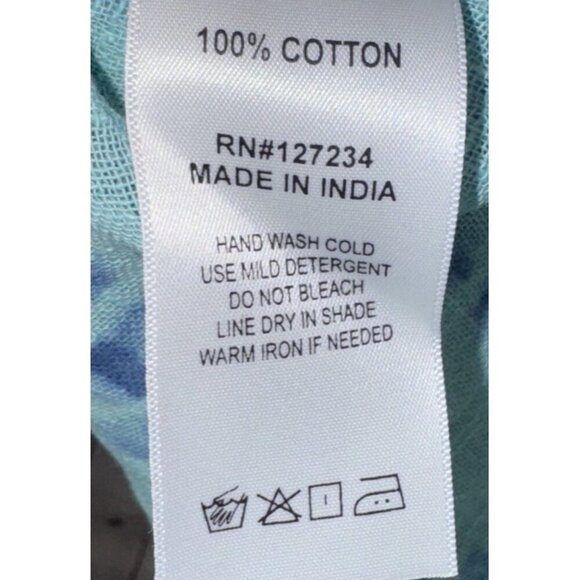 100% COTTON
RN#127234
MADE IN INDIA
HAND WASH COLD
USE MILD DETERGENT
DO NOT BLEACH
LINE DRY IN SHADE
WARM IRON IF NEEDED